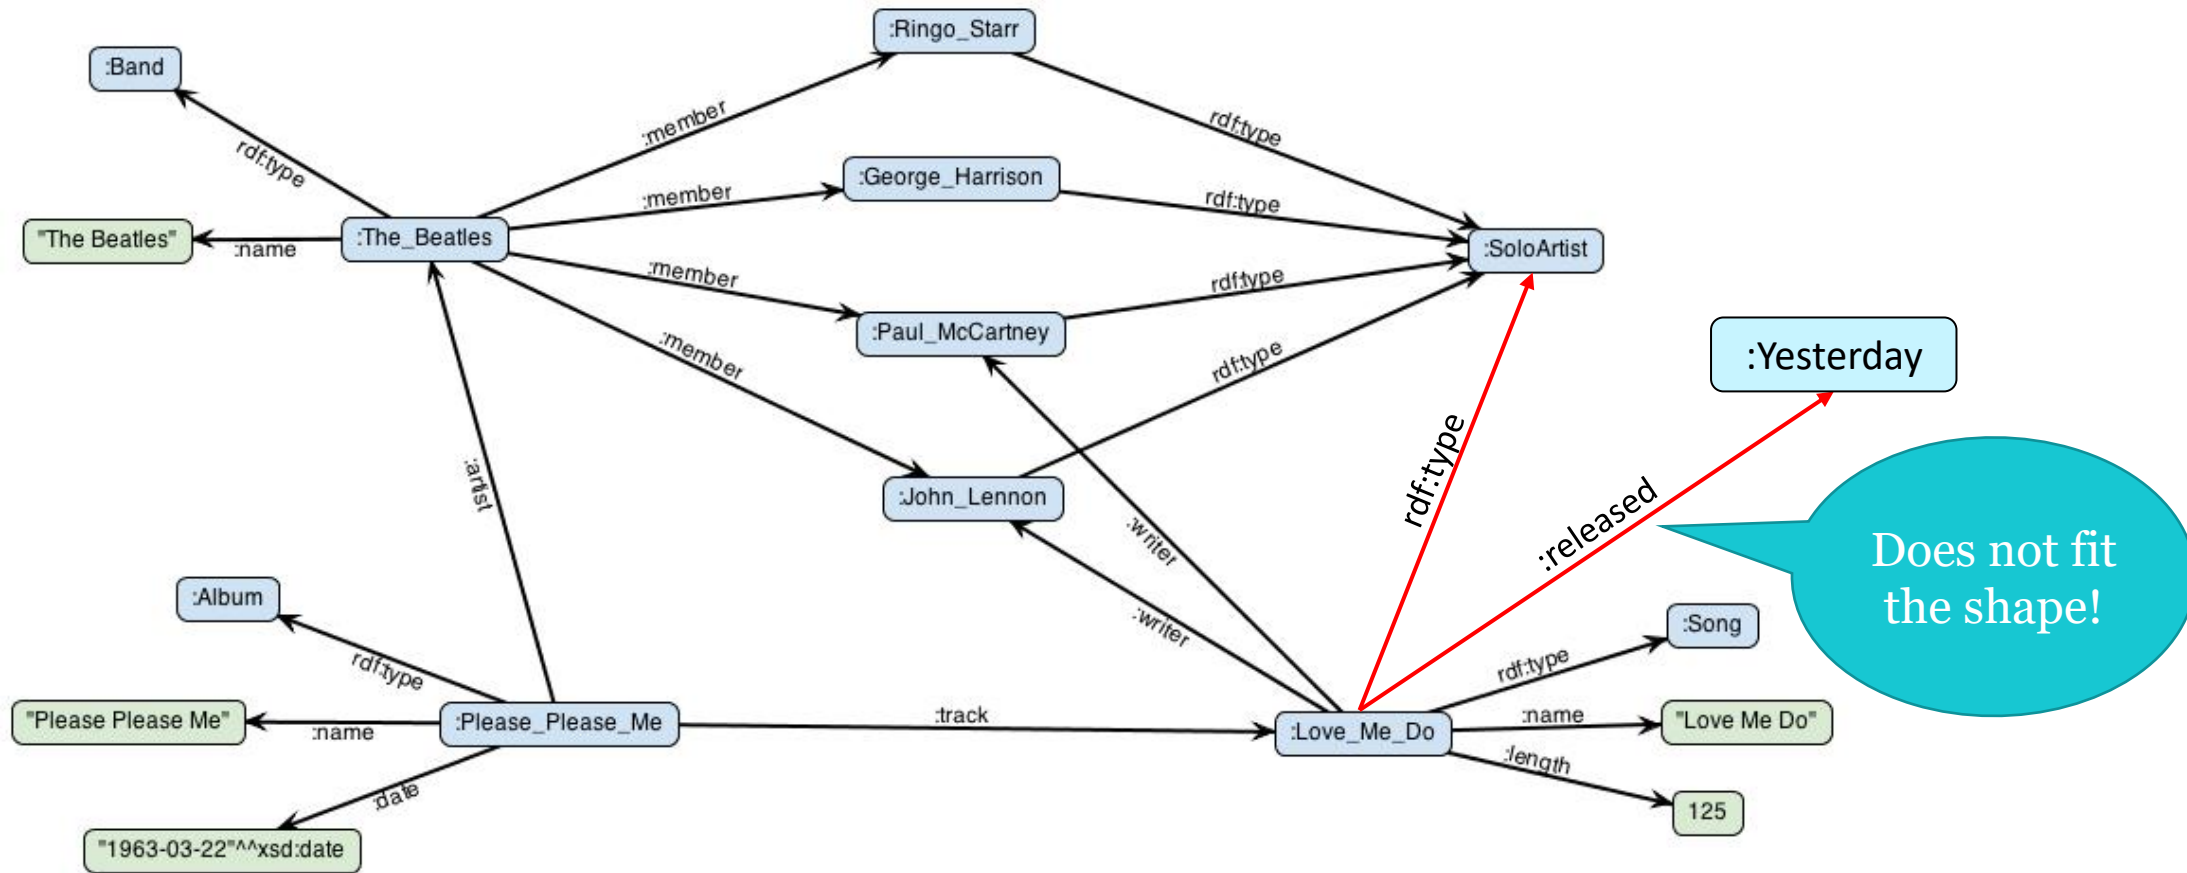 :Ringo_Starr
:Band
:member
rdf:type
rdf:type
:George_Harrison
:member
rdf:type
"The Beatles"
:name
:The_Beatles
:SoloArtist
:member
rdf:type
:Paul_McCartney
:member
rdf:type
:Yesterday
:artist
:John_Lennon
rdf:type
:released
:writer
Does not fit
the shape!
:Album
:writer
:Song
rdf:type
rdf:type
"Please Please Me"
:name
:Please_Please_Me
:track
:Love_Me_Do
:name
"Love Me Do"
:length
:date
125
"1963-03-22"^^xsd:date